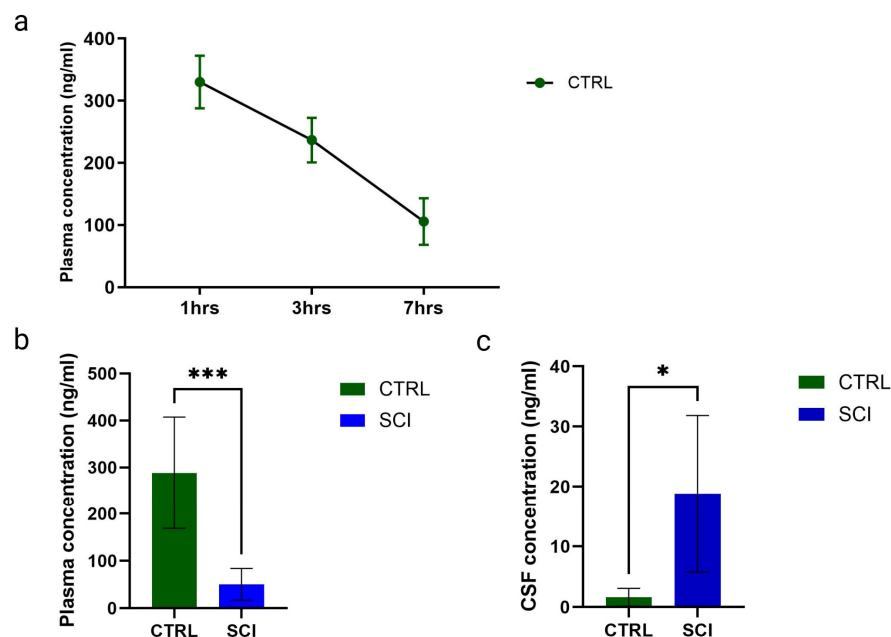 a
Plasma concentration (ng/ml)
400
300
200
100
0
1hrs 3hrs 7hrs
CTRL
b
Plasma concentration (ng/ml)
500
400
300
200
100
0
***
CTRL SCI
CTRL
SCI
c
CSF concentration (ng/ml)
40
30
20
10
0
*
CTRL SCI
CTRL
SCI